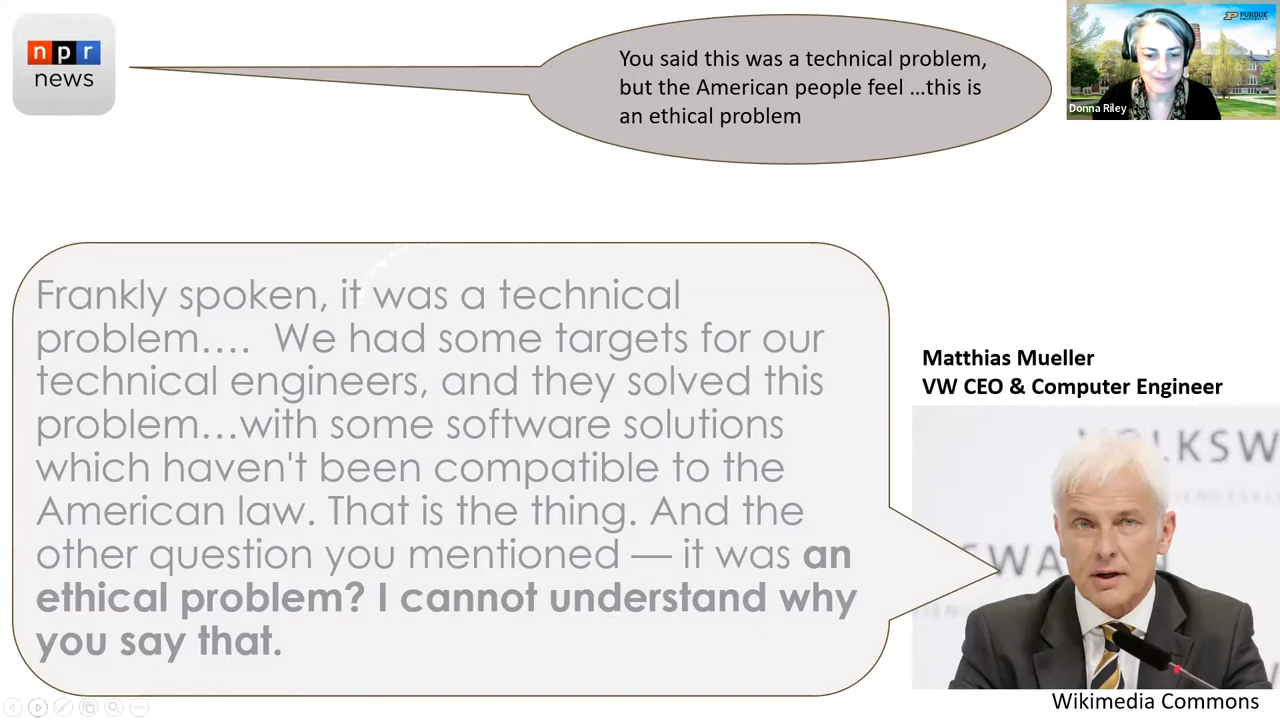 npr
news
You said this was a technical problem,
but the American people feel …this is
an ethical problem
PURDUE
UNIVERSITY
Donna Riley
Frankly spoken, it was a technical
problem…. We had some targets for our
technical engineers, and they solved this
problem…with some software solutions
which haven't been compatible to the
American law. That is the thing. And the
other question you mentioned — it was an
ethical problem? I cannot understand why
you say that.
Matthias Mueller
VW CEO & Computer Engineer
VOLKSW
SWA
Wikimedia Commons